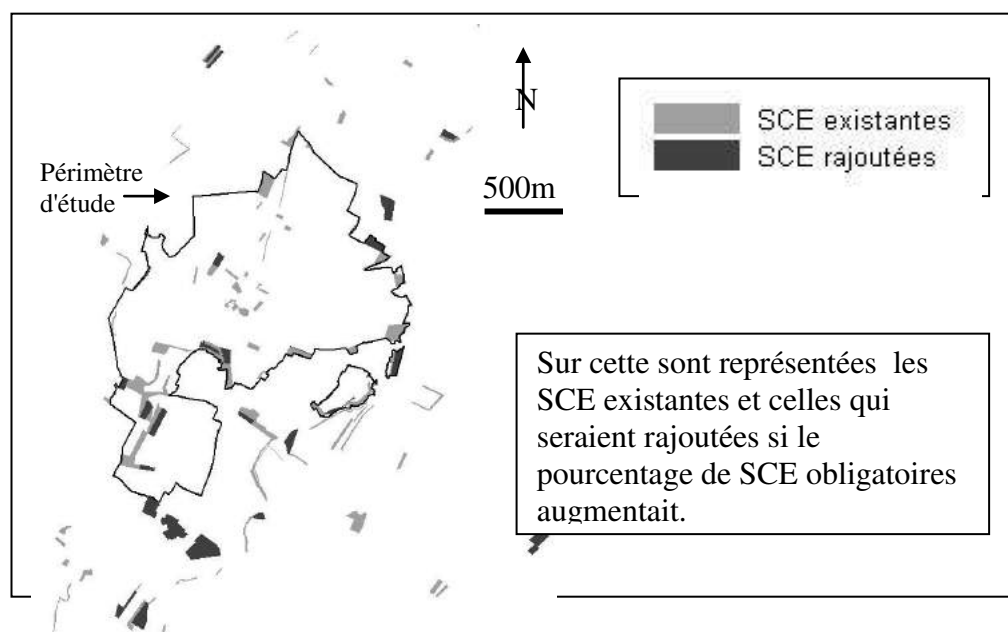 N
SCE existantes
SCE rajoutées
Périmètre
d'étude
500m
Sur cette sont représentées les
SCE existantes et celles qui
seraient rajoutées si le
pourcentage de SCE obligatoires
augmentait.